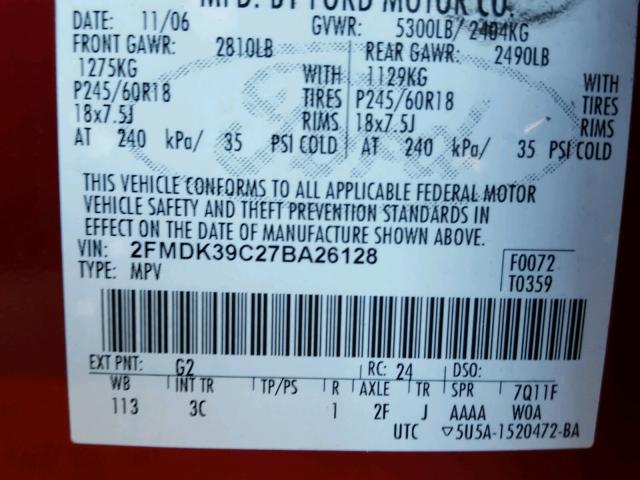 MFD. BY FORD MOTOR CO.
DATE: 11/06 GVWR: 5300LB/ 2404KG
FRONT GAWR: 2810LB REAR GAWR: 2490LB
1275KG WITH 1129KG WITH
P245/60R18 TIRES P245/60R18 TIRES
18x7.5J RIMS 18x7.5J RIMS
AT 240 kPa/ 35 PSI COLD AT 240 kPa/ 35 PSI COLD
THIS VEHICLE CONFORMS TO ALL APPLICABLE FEDERAL MOTOR
VEHICLE SAFETY AND THEFT PREVENTION STANDARDS IN
EFFECT ON THE DATE OF MANUFACTURE SHOWN ABOVE.
VIN: 2FMDK39C27BA26128 F0072
TYPE: MPV T0359
EXT PNT: G2 RC: 24 DSO:
WB INT TR TP/PS R AXLE TR SPR 7Q11F
113 3C 1 2F J AAAA W0A
UTC ▽5U5A-1520472-BA